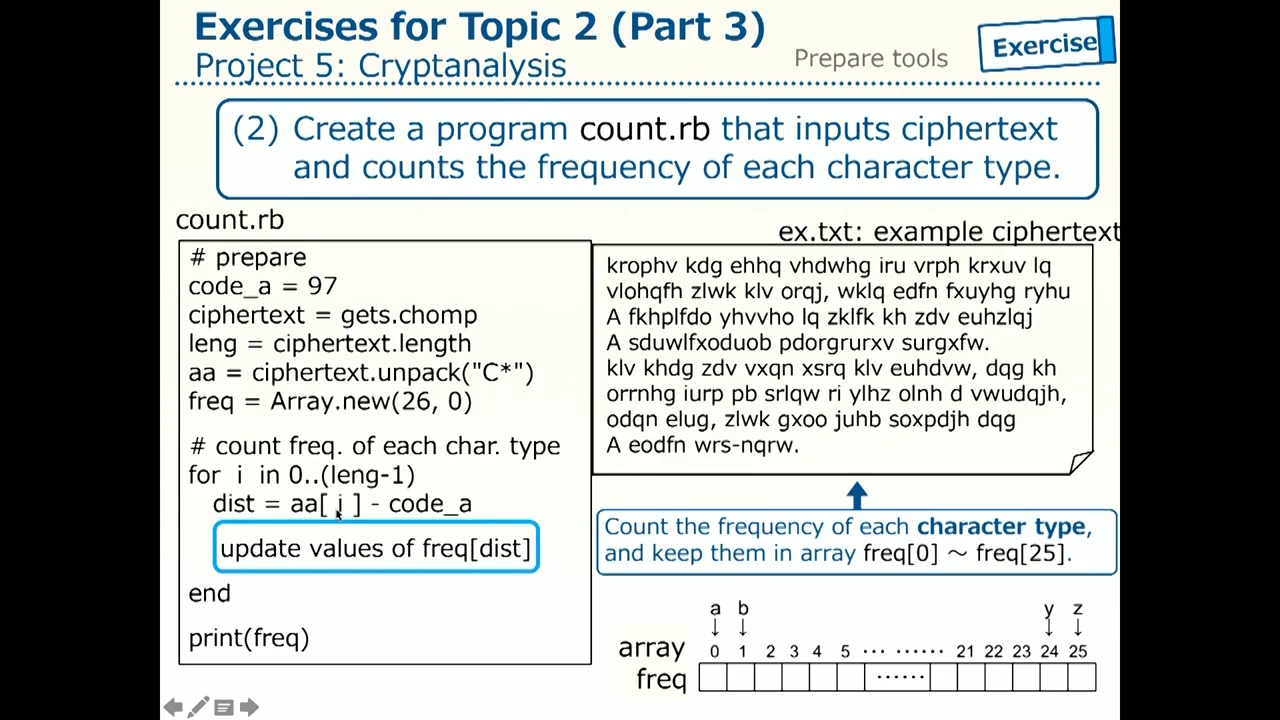 Exercises for Topic 2 (Part 3)
Project 5: Cryptanalysis
Prepare tools
Exercise
(2) Create a program count.rb that inputs ciphertext
and counts the frequency of each character type.
count.rb
# prepare
code_a = 97
ciphertext = gets.chomp
leng = ciphertext.length
aa = ciphertext.unpack("C*")
freq = Array.new(26, 0)
# count freq. of each char. type
for i in 0..(leng-1)
dist = aa[ i ] - code_a
update values of freq[dist]
end
print(freq)
ex.txt: example ciphertext
krophv kdg ehhq vhdwhg iru vrph krxuv lq
vlohqfh zlwk klv orqj, wklq edfn fxuyhg ryhu
A fkhplfdo yhvvho lq zklfk kh zdv euhzlqj
A sduwlfxoduob pdorgrurxv surgxfw.
klv khdg zdv vxqn xsrq klv euhdvw, dqg kh
orrnhg iurp pb srlqw ri ylhz olnh d vwudqjh,
odqn elug, zlwk gxoo juhb soxpdjh dqg
A eodfn wrs-nqrw.
Count the frequency of each character type,
and keep them in array freq[0] ~ freq[25].
a b y z
↓ ↓ ↓ ↓
array 0 1 2 3 4 5 ··· ······ 21 22 23 24 25
freq ······